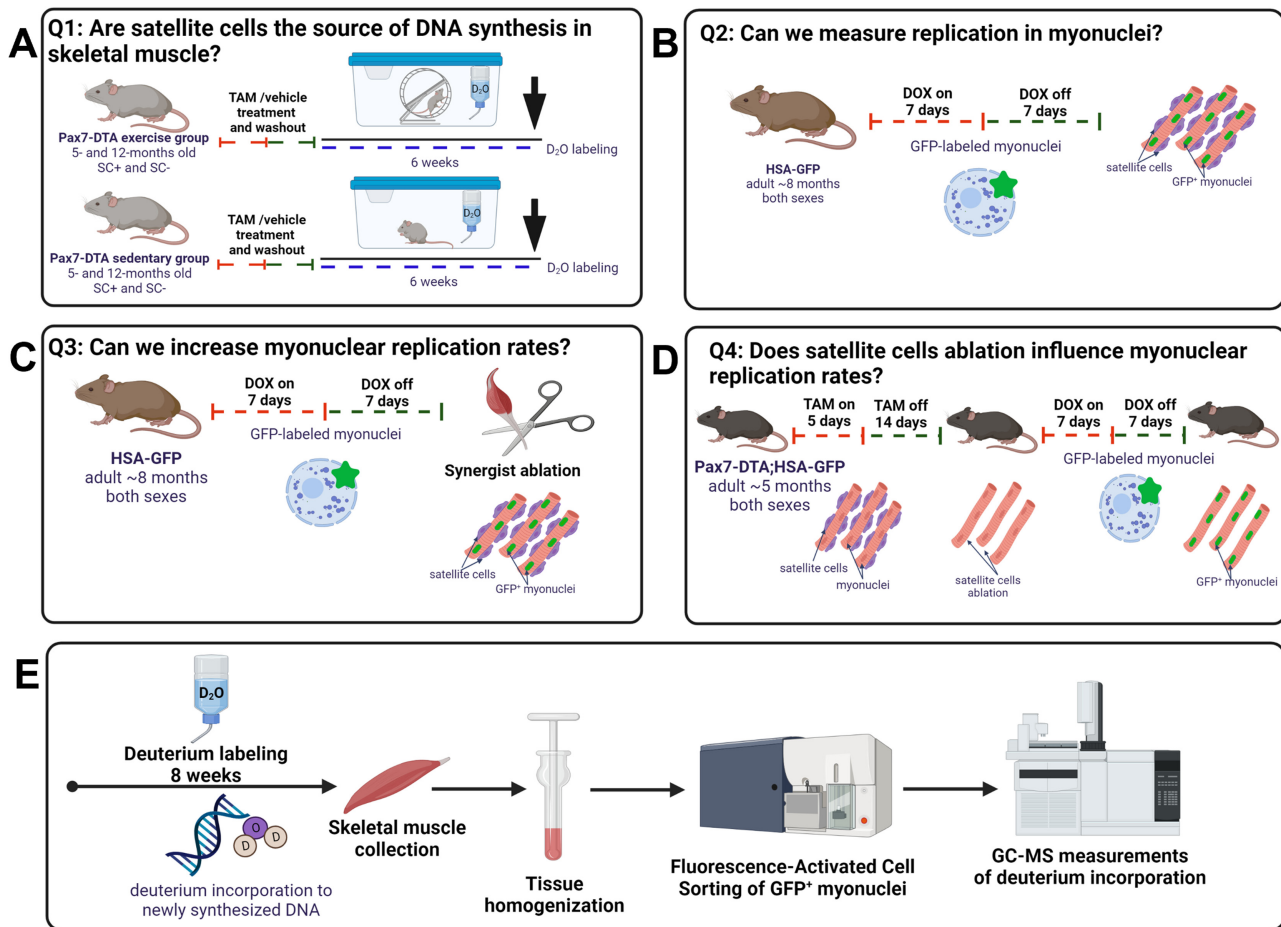 A
Q1: Are satellite cells the source of DNA synthesis in
skeletal muscle?
TAM /vehicle
treatment
and washout
D₂O
Pax7-DTA exercise group
5- and 12-months old
SC+ and SC-
6 weeks
D₂O labeling
TAM /vehicle
treatment
and washout
D₂O
Pax7-DTA sedentary group
5- and 12-months old
SC+ and SC-
6 weeks
D₂O labeling
B
Q2: Can we measure replication in myonuclei?
DOX on
7 days
DOX off
7 days
GFP-labeled myonuclei
HSA-GFP
adult ~8 months
both sexes
satellite cells
GFP⁺ myonuclei
C
Q3: Can we increase myonuclear replication rates?
DOX on
7 days
DOX off
7 days
GFP-labeled myonuclei
HSA-GFP
adult ~8 months
both sexes
Synergist ablation
satellite cells
GFP⁺ myonuclei
D
Q4: Does satellite cells ablation influence myonuclear
replication rates?
TAM on
5 days
TAM off
14 days
DOX on
7 days
DOX off
7 days
GFP-labeled myonuclei
Pax7-DTA;HSA-GFP
adult ~5 months
both sexes
satellite cells
myonuclei
satellite cells
ablation
GFP⁺ myonuclei
E
D₂O
Deuterium labeling
8 weeks
O
D
D
deuterium incorporation to
newly synthesized DNA
Skeletal muscle
collection
Tissue
homogenization
Fluorescence-Activated Cell
Sorting of GFP⁺ myonuclei
GC-MS measurements
of deuterium incorporation